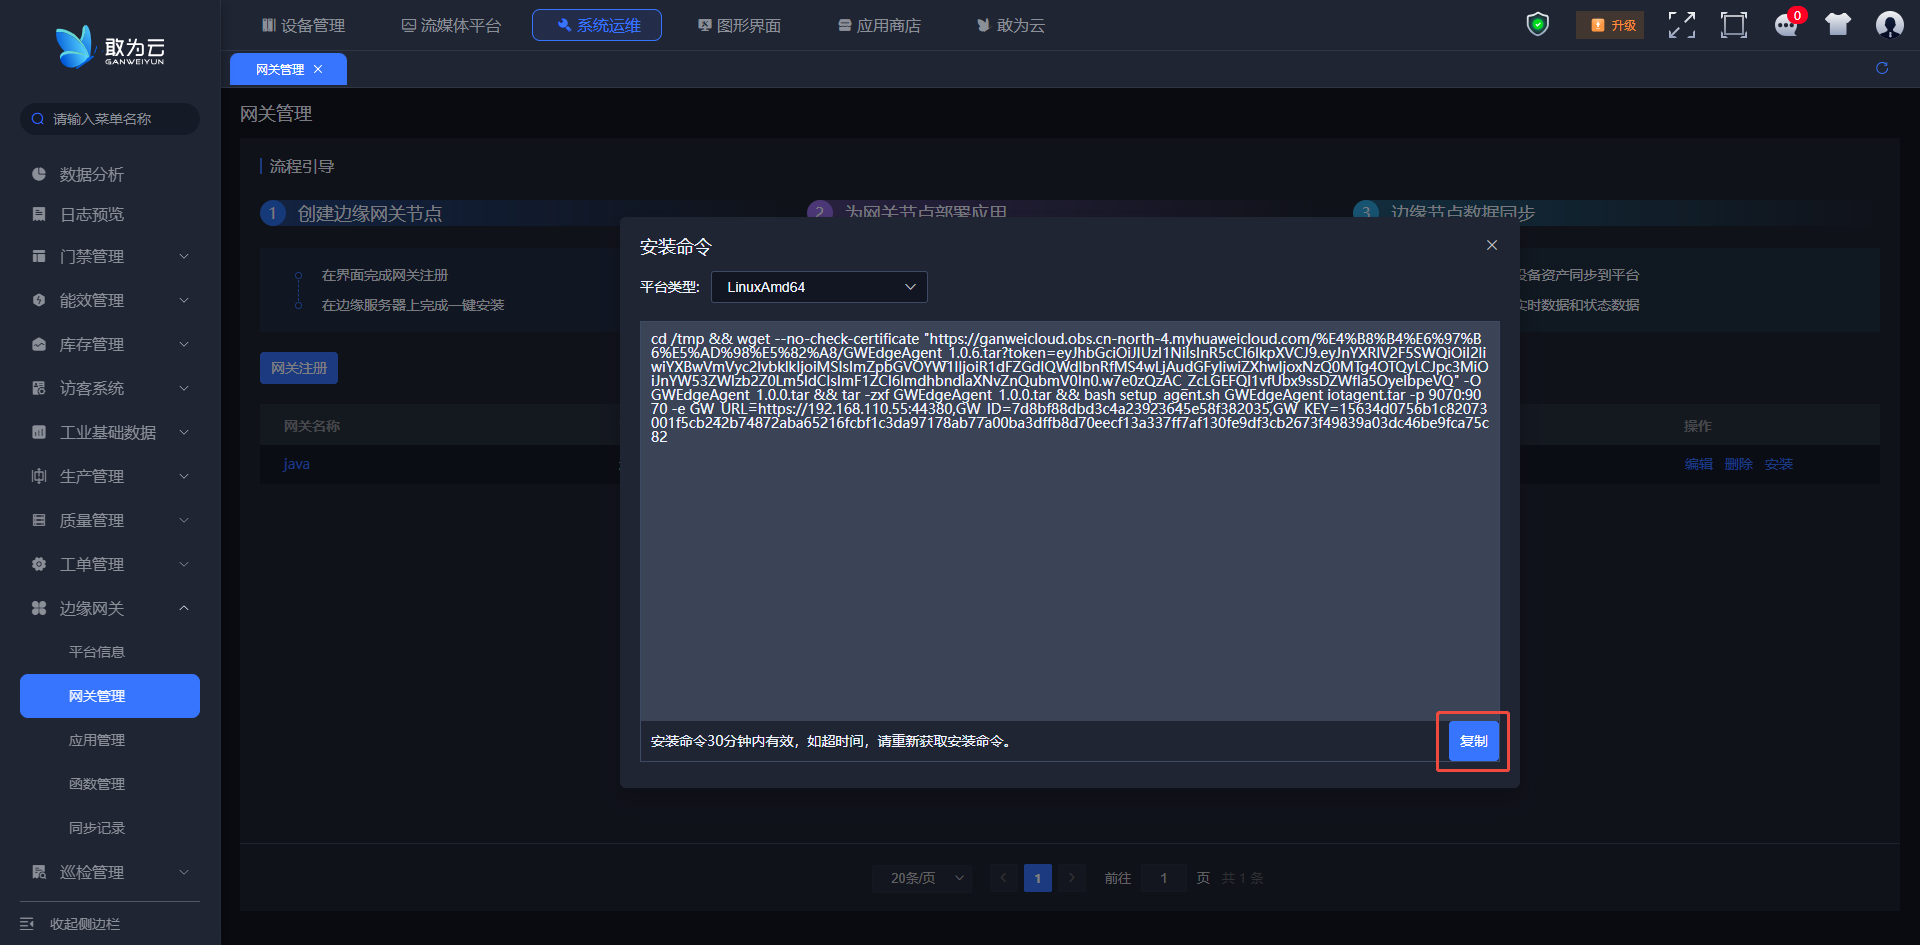 敢为云
GANWEIYUN
设备管理
流媒体平台
系统运维
图形界面
应用商店
敢为云
升级
0
网关管理
请输入菜单名称
数据分析
日志预览
门禁管理
能效管理
库存管理
访客系统
工业基础数据
生产管理
质量管理
工单管理
边缘网关
平台信息
网关管理
应用管理
函数管理
同步记录
巡检管理
收起侧边栏
网关管理
流程引导
1 创建边缘网关节点
2 为网关节点部署应用
3 边缘节点数据同步
在界面完成网关注册
在边缘服务器上完成一键安装
设备资产同步到平台
实时数据和状态数据
网关注册
网关名称
操作
java
编辑 删除 安装
安装命令
平台类型: LinuxAmd64
cd /tmp && wget --no-check-certificate "https://ganweicloud.obs.cn-north-4.myhuaweicloud.com/%E4%B8%B4%E6%97%B
6%E5%AD%98%E5%82%A8/GWEdgeAgent_1.0.6.tar?token=
GWEdgeAgent_1.0.0.tar && tar -zxf GWEdgeAgent_1.0.0.tar && bash setup_agent.sh GWEdgeAgent iotagent.tar -p 9070:90
70 -e GW_URL=https://192.168.110.55:44380,GW_ID=7d8bf88dbd3c4a23923645e58f382035,GW_KEY=15634d0756b1c82073
001f5cb242b74872aba65216fcbf1c3da97178ab77a00ba3dffb8d70eecf13a337ff7af130fe9df3cb2673f49839a03dc46be9fca75c
82
安装命令30分钟内有效，如超时间，请重新获取安装命令。
复制
20条/页
1
前往 1 页 共 1 条